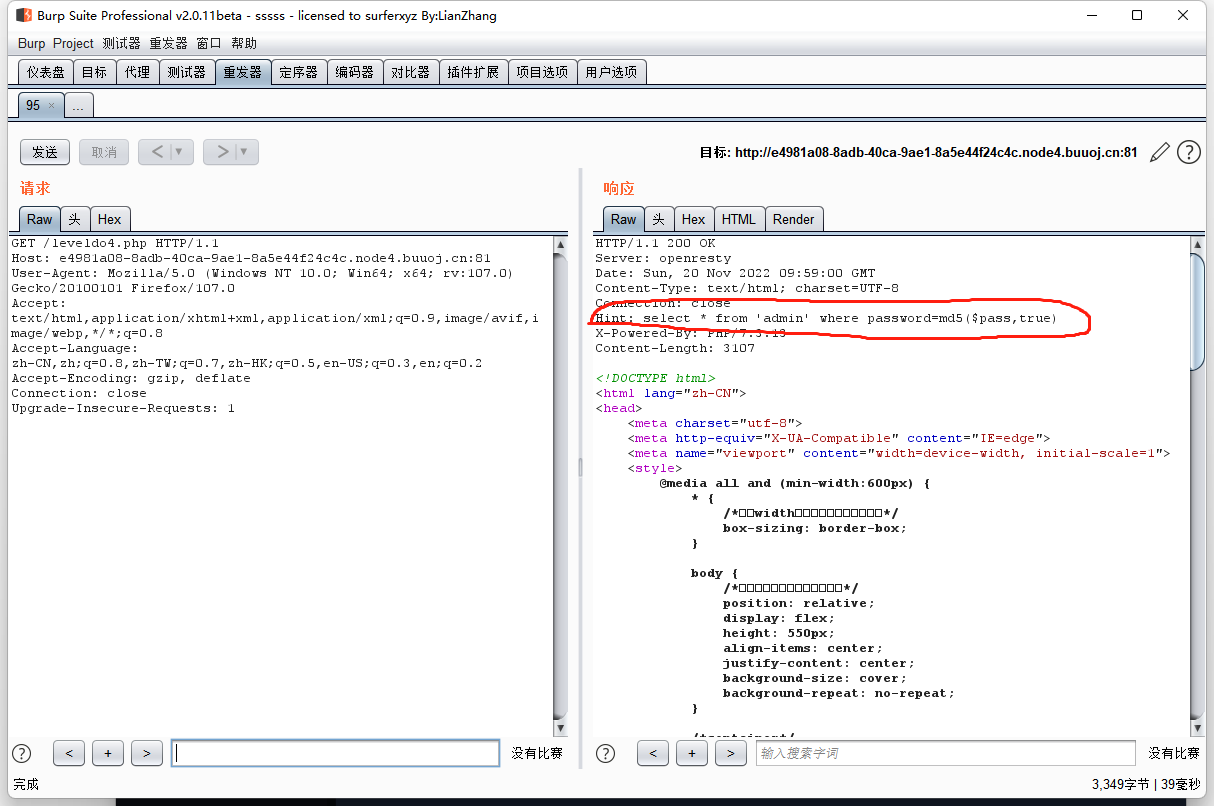 Burp Suite Professional v2.0.11beta - sssss - licensed to surferxyz By:LianZhang
Burp Project 测试器 重发器 窗口 帮助
仪表盘 目标 代理 测试器 重发器 定序器 编码器 对比器 插件扩展 项目选项 用户选项
95 × ...
发送 取消 < | ▼ > | ▼
目标: http://e4981a08-8adb-40ca-9ae1-8a5e44f24c4c.node4.buuoj.cn:81
?
请求
Raw 头 Hex
GET /leveldo4.php HTTP/1.1
Host: e4981a08-8adb-40ca-9ae1-8a5e44f24c4c.node4.buuoj.cn:81
User-Agent: Mozilla/5.0 (Windows NT 10.0; Win64; x64; rv:107.0)
Gecko/20100101 Firefox/107.0
Accept:
text/html,application/xhtml+xml,application/xml;q=0.9,image/avif,i
mage/webp,*/*;q=0.8
Accept-Language:
zh-CN,zh;q=0.8,zh-TW;q=0.7,zh-HK;q=0.5,en-US;q=0.3,en;q=0.2
Accept-Encoding: gzip, deflate
Connection: close
Upgrade-Insecure-Requests: 1
? < + > 没有比赛
响应
Raw 头 Hex HTML Render
HTTP/1.1 200 OK
Server: openresty
Date: Sun, 20 Nov 2022 09:59:00 GMT
Content-Type: text/html; charset=UTF-8
Connection: close
Hint: select * from 'admin' where password=md5($pass,true)
X-Powered-By: PHP/7.3.13
Content-Length: 3107
<!DOCTYPE html>
<html lang="zh-CN">
<head>
<meta charset="utf-8">
<meta http-equiv="X-UA-Compatible" content="IE=edge">
<meta name="viewport" content="width=device-width, initial-scale=1">
<style>
@media all and (min-width:600px) {
* {
/*□□width□□□□□□□□□□□*/
box-sizing: border-box;
}
body {
/*□□□□□□□□□□□□□*/
position: relative;
display: flex;
height: 550px;
align-items: center;
justify-content: center;
background-size: cover;
background-repeat: no-repeat;
}
? < + > 输入搜索字词 没有比赛
完成
3,349字节 | 39毫秒